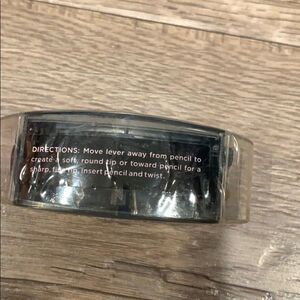 DIRECTIONS: Move lever away from pencil to
create a soft, round tip or toward pencil for a
sharp, fine tip. Insert pencil and twist.